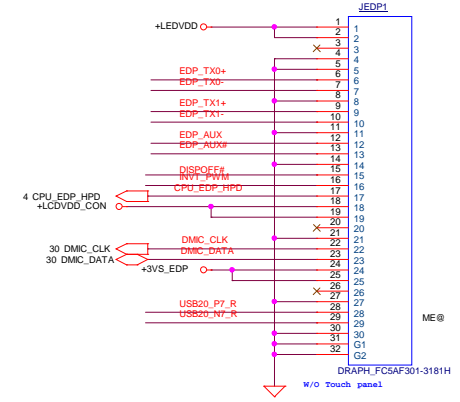 JEDP1
+LEDVDD
1 1
2 2
3 3
4 4
5 5
EDP_TX0+ 6 6
EDP_TX0- 7 7
8 8
EDP_TX1+ 9 9
EDP_TX1- 10 10
11 11
EDP_AUX 12 12
EDP_AUX# 13 13
14 14
DISPOFF# 15 15
INVT_PWM 16 16
4 CPU_EDP_HPD CPU_EDP_HPD 17 17
+LCDVDD_CON 18 18
19 19
20 20
21 21
30 DMIC_CLK DMIC_CLK 22 22
30 DMIC_DATA DMIC_DATA 23 23
+3VS_EDP 24 24
25 25
26 26
27 27
USB20_P7_R 28 28
USB20_N7_R 29 29
ME@
30 30
31 G1
32 G2
DRAPH_FC5AF301-3181H
W/O Touch panel